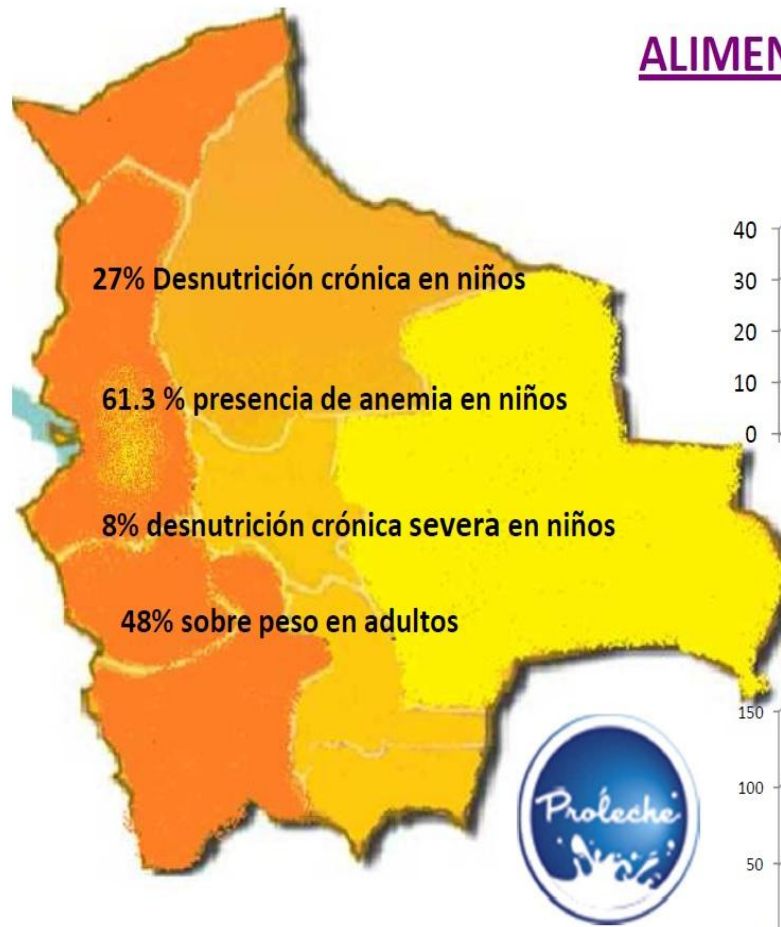 ALIMEN
40
30
20
10
0
27% Desnutrición crónica en niños
61.3 % presencia de anemia en niños
8% desnutrición crónica severa en niños
48% sobre peso en adultos
Proleche
150
100
50